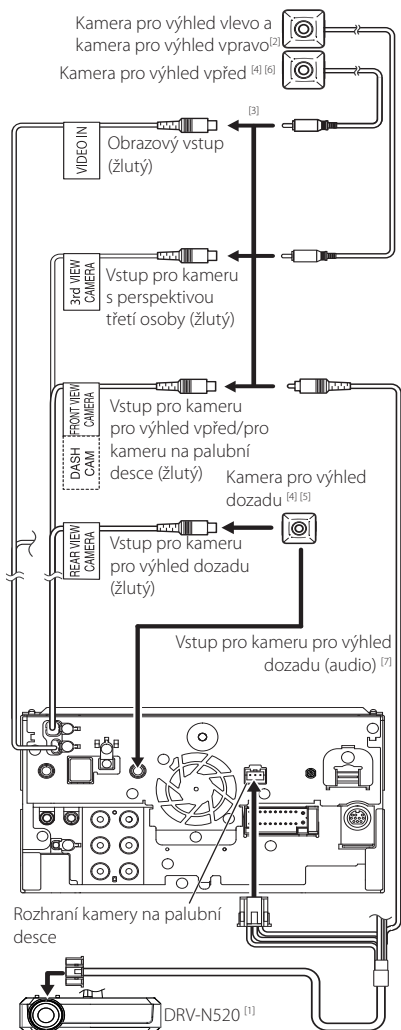 Kamera pro výhled vlevo a
kamera pro výhled vpravo[2]
Kamera pro výhled vpřed [4] [6]
[3]
VIDEO IN
Obrazový vstup
(žlutý)
3rd VIEW
CAMERA
Vstup pro kameru
s perspektivou
třetí osoby (žlutý)
FRONT VIEW
CAMERA
DASH
CAM
Vstup pro kameru
pro výhled vpřed/pro
kameru na palubní
desce (žlutý)
Kamera pro výhled
dozadu [4] [5]
REAR VIEW
CAMERA
Vstup pro kameru
pro výhled dozadu
(žlutý)
Vstup pro kameru pro výhled
dozadu (audio) [7]
Rozhraní kamery na palubní
desce
DRV-N520 [1]